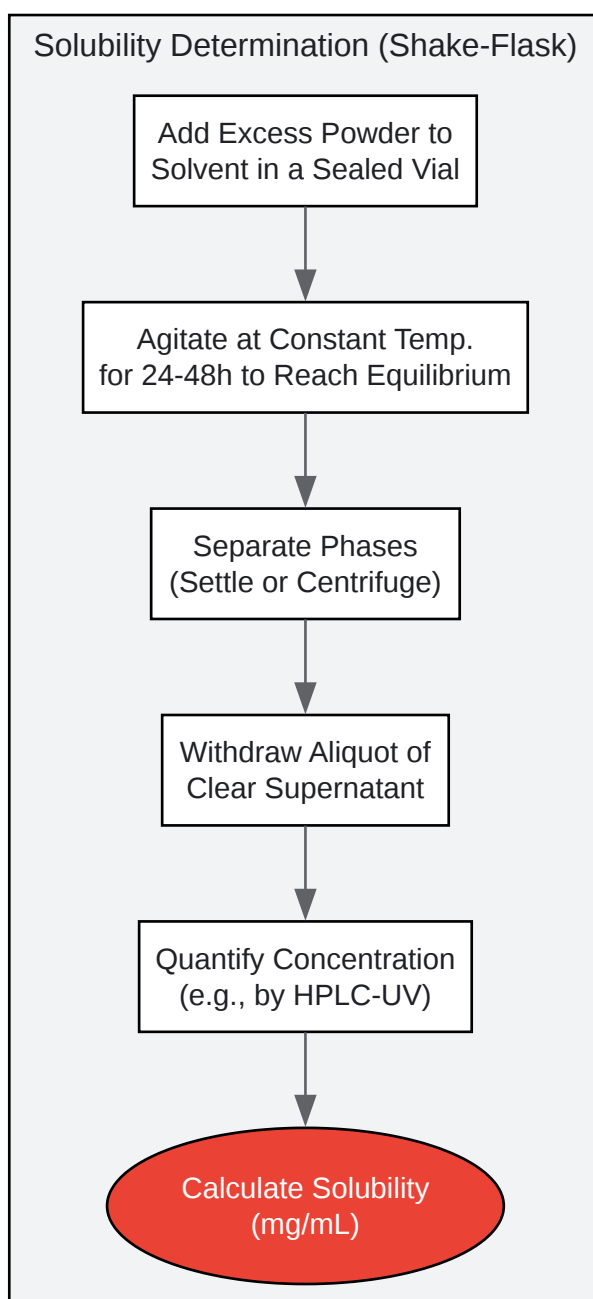 Solubility Determination (Shake-Flask)
Add Excess Powder to
Solvent in a Sealed Vial
Agitate at Constant Temp.
for 24-48h to Reach Equilibrium
Separate Phases
(Settle or Centrifuge)
Withdraw Aliquot of
Clear Supernatant
Quantify Concentration
(e.g., by HPLC-UV)
Calculate Solubility
(mg/mL)